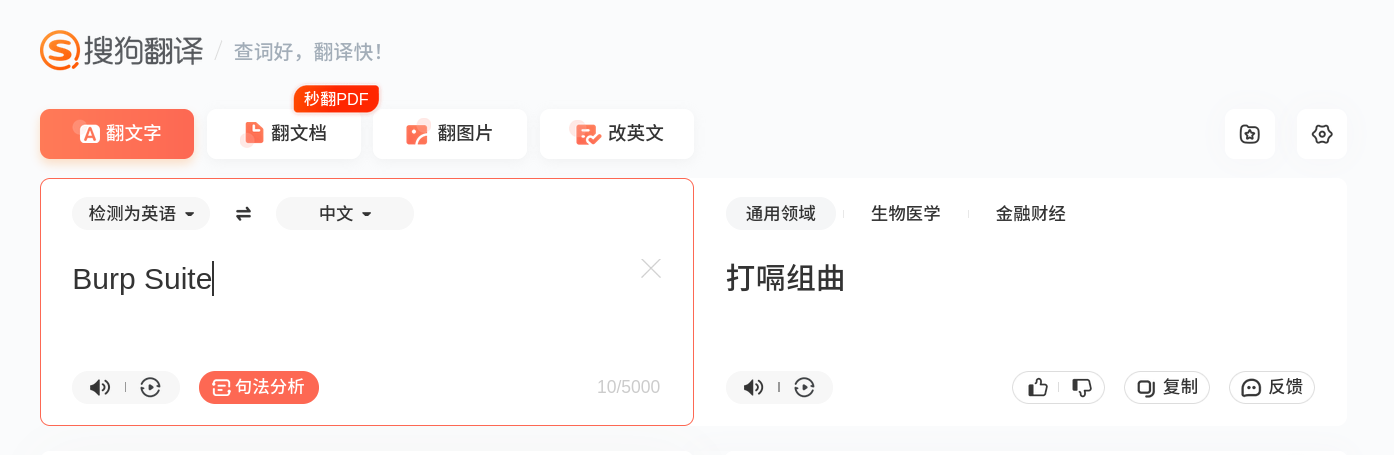 搜狗翻译 / 查词好，翻译快!
秒翻PDF
翻文字 翻文档 翻图片 改英文
检测为英语 中文 通用领域 生物医学 金融财经
Burp Suite 打嗝组曲
句法分析 10/5000 复制 反馈